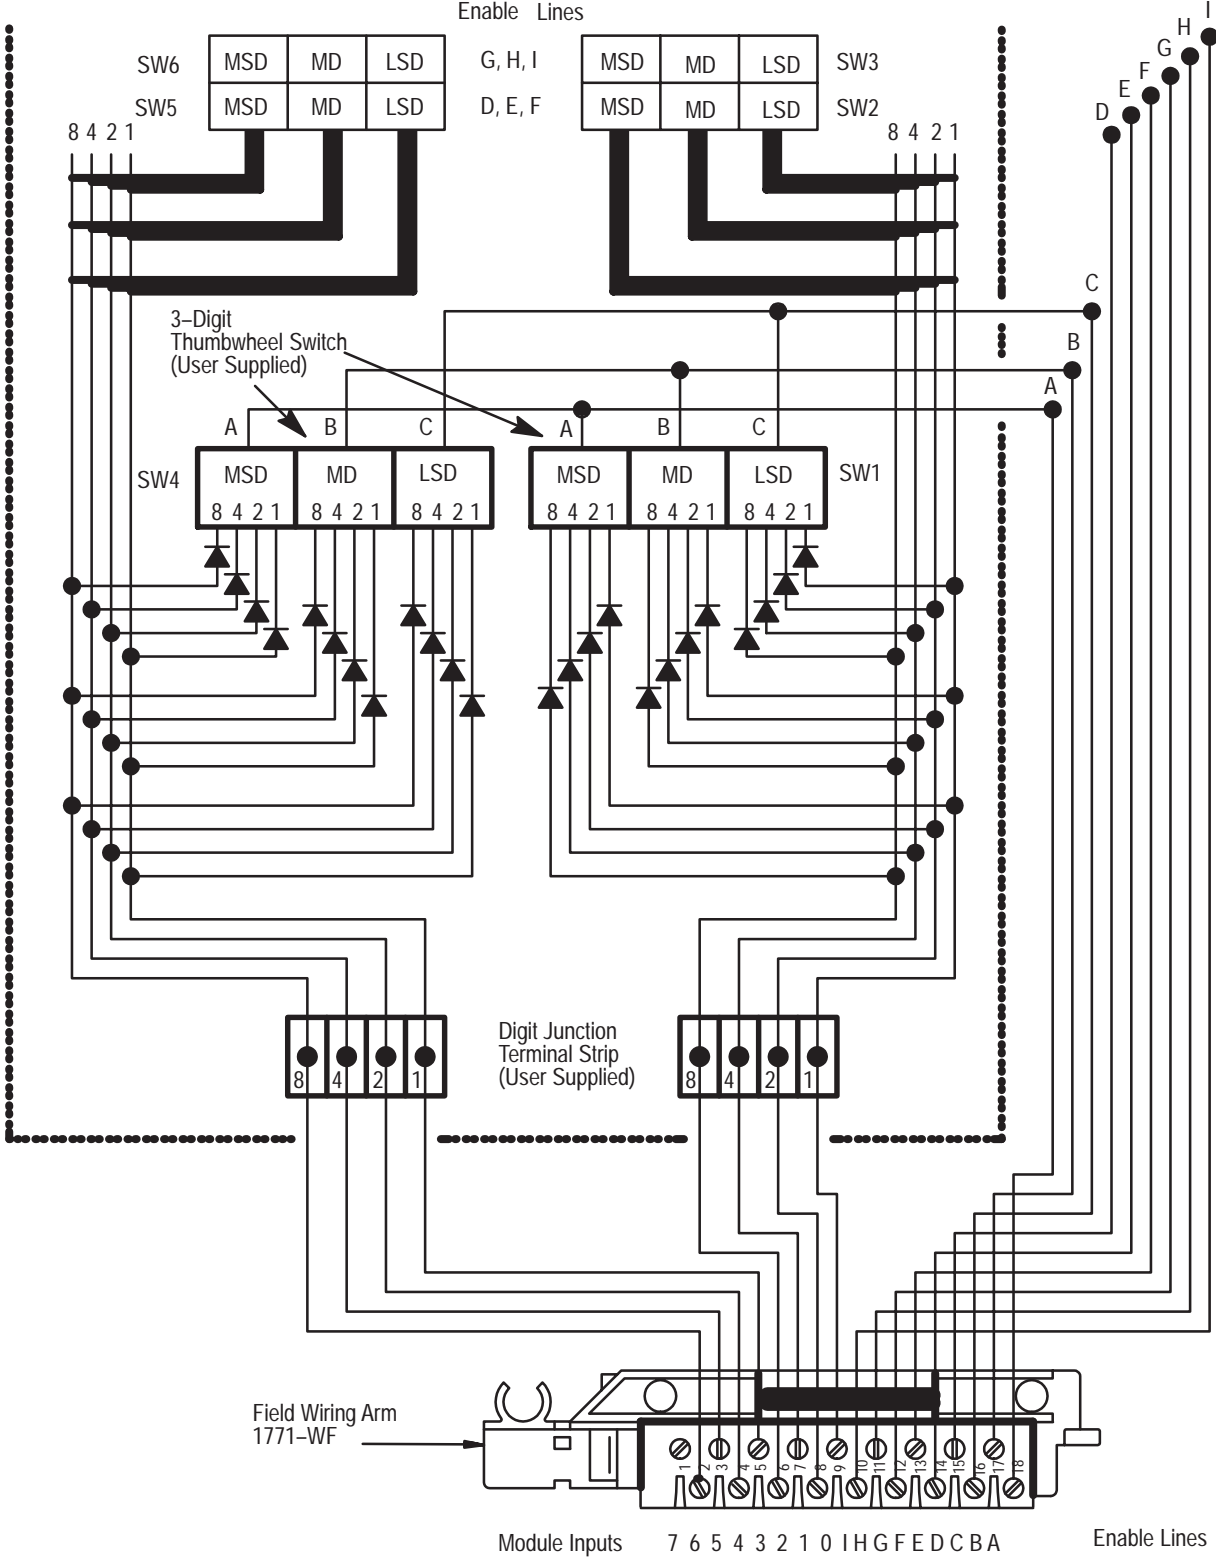 Enable Lines
I
H
G
F
E
D
SW6 MSD MD LSD G, H, I MSD MD LSD SW3
SW5 MSD MD LSD D, E, F MSD MD LSD SW2
8 4 2 1 8 4 2 1
C
B
A
3–Digit
Thumbwheel Switch
(User Supplied)
A B C A B C
SW4 MSD MD LSD MSD MD LSD SW1
8 4 2 1 8 4 2 1 8 4 2 1 8 4 2 1 8 4 2 1 8 4 2 1
Digit Junction
Terminal Strip
(User Supplied)
8 4 2 1 8 4 2 1
Field Wiring Arm
1771–WF
1 2 3 4 5 6 7 8 9 10 11 12 13 14 15 16 17 18
Module Inputs 7 6 5 4 3 2 1 0 I H G F E D C B A Enable Lines